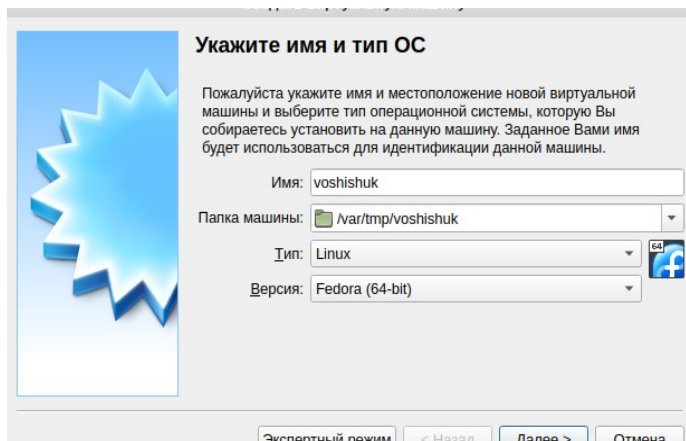 Укажите имя и тип ОС
Пожалуйста укажите имя и местоположение новой виртуальной
машины и выберите тип операционной системы, которую Вы
собираетесь установить на данную машину. Заданное Вами имя
будет использоваться для идентификации данной машины.
Имя: voshishuk
Папка машины: /var/tmp/voshishuk
Тип: Linux
64
Версия: Fedora (64-bit)
Экспертный режим < Назад Далее > Отмена